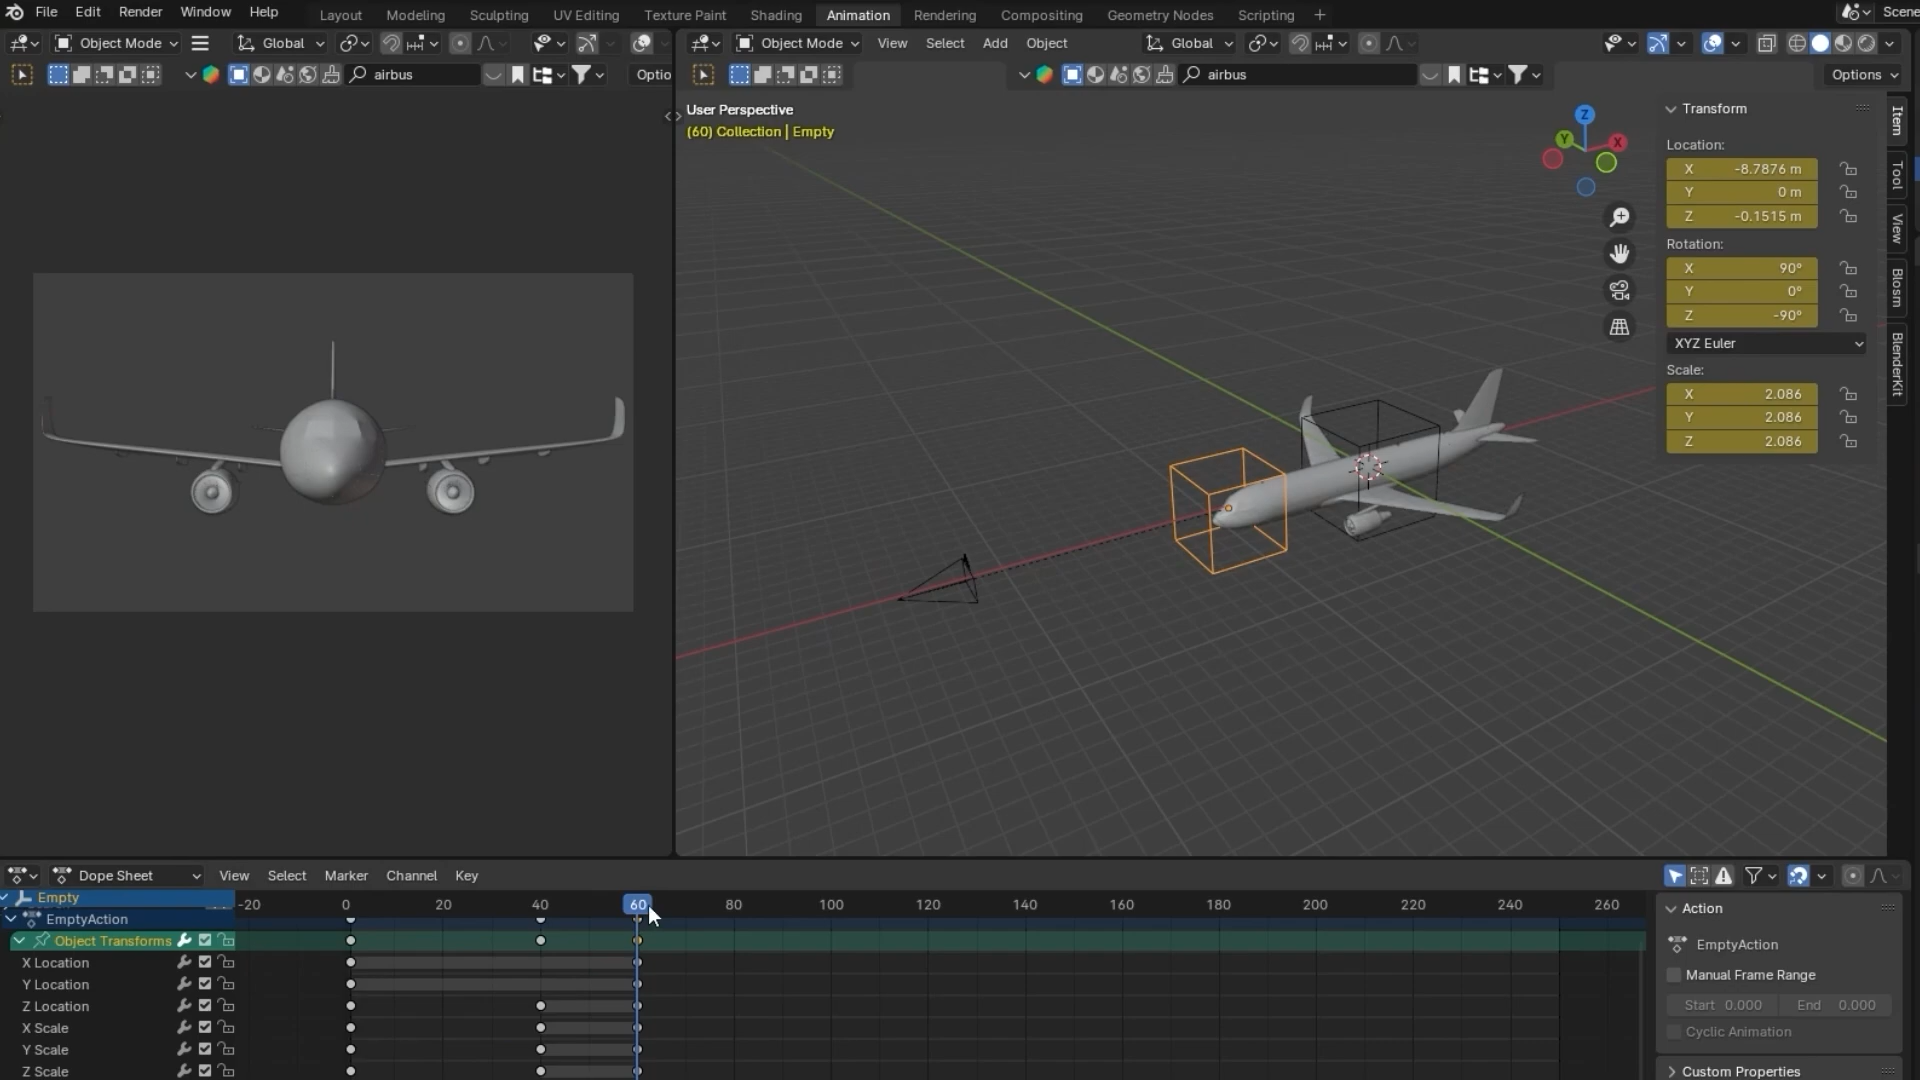 File Edit Render Window Help Layout Modeling Sculpting UV Editing Texture Paint Shading Animation Rendering Compositing Geometry Nodes Scripting + Scene
Object Mode Global Object Mode View Select Add Object Global
airbus Optio airbus Options
User Perspective
(60) Collection | Empty
Z
Y
X
Transform
Location:
X -8.7876 m
Y 0 m
Z -0.1515 m
Rotation:
X 90°
Y 0°
Z -90°
XYZ Euler
Scale:
X 2.086
Y 2.086
Z 2.086
Item
Tool
View
Blosm
BlenderKit
Dope Sheet View Select Marker Channel Key
Empty -20 0 20 40 60 80 100 120 140 160 180 200 220 240 260
EmptyAction
Object Transforms
X Location
Y Location
Z Location
X Scale
Y Scale
Z Scale
Action
EmptyAction
Manual Frame Range
Start 0.000 End 0.000
Cyclic Animation
Custom Properties